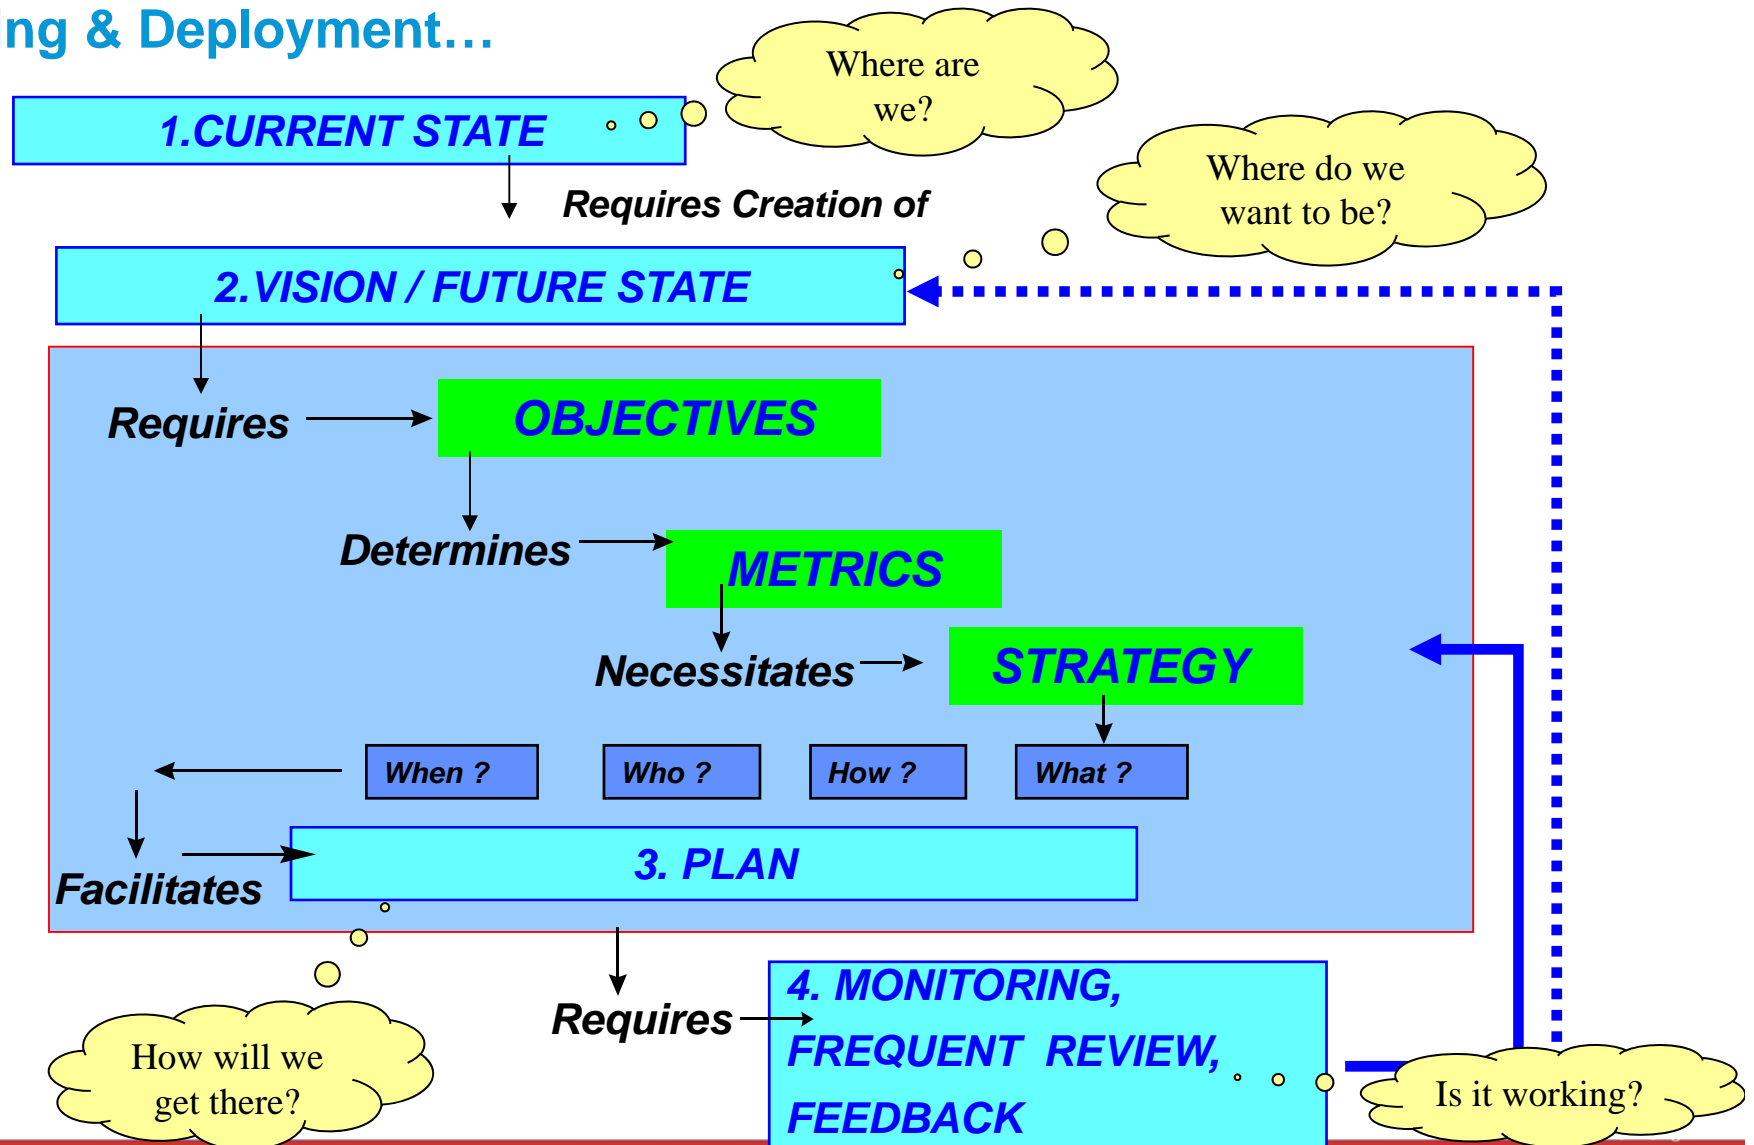 ing & Deployment…
Where are
we?
1.CURRENT STATE
Where do we
want to be?
Requires Creation of
2.VISION / FUTURE STATE
Requires
OBJECTIVES
Determines
METRICS
Necessitates
STRATEGY
When ?
Who ?
How ?
What ?
3. PLAN
Facilitates
4. MONITORING,
Requires
FREQUENT REVIEW,
How will we
get there?
Is it working?
FEEDBACK